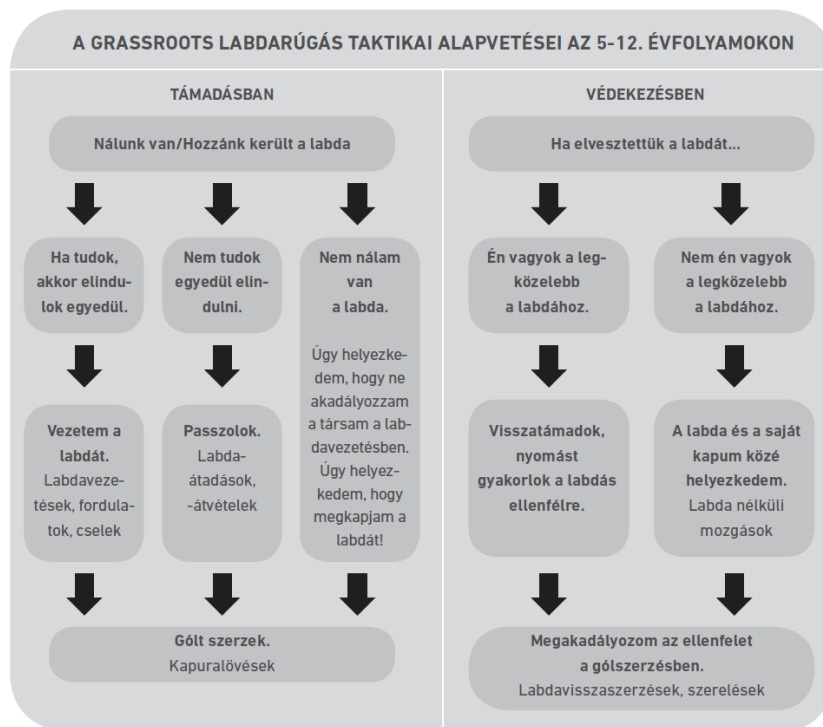 A GRASSROOTS LABDARÚGÁS TAKTIKAI ALAPVETÉSEI AZ 5-12. ÉVFOLYAMOKON
TÁMADÁSBAN
Nálunk van/Hozzánk került a labda
Ha tudok,
akkor elindu-
lok egyedül.
Vezetem a
labdát.
Labdaveze-
tések, fordula-
tok, cselek
Nem tudok
egyedül elin-
dulni.
Passzolok.
Labda-
átadások,
-átvételek
Nem nálam
van
a labda.
Úgy helyezke-
dem, hogy ne
akadályozzam
a társam a lab-
davezetésben.
Úgy helyez-
kedem, hogy
megkapjam a
labdát!
Gólt szerzek.
Kapuralövések
VÉDEKEZÉSBEN
Ha elvesztettük a labdát...
Én vagyok a leg-
közelebb
a labdához.
Visszatámadok,
nyomást
gyakorlok a labdás
ellenfélre.
Nem én vagyok
a legközelebb
a labdához.
A labda és a saját
kapum közé
helyezkedem.
Labda nélküli
mozgások
Megakadályozom az ellenfelet
a gólszerzésben.
Labdavisszaszerzések, szerelések